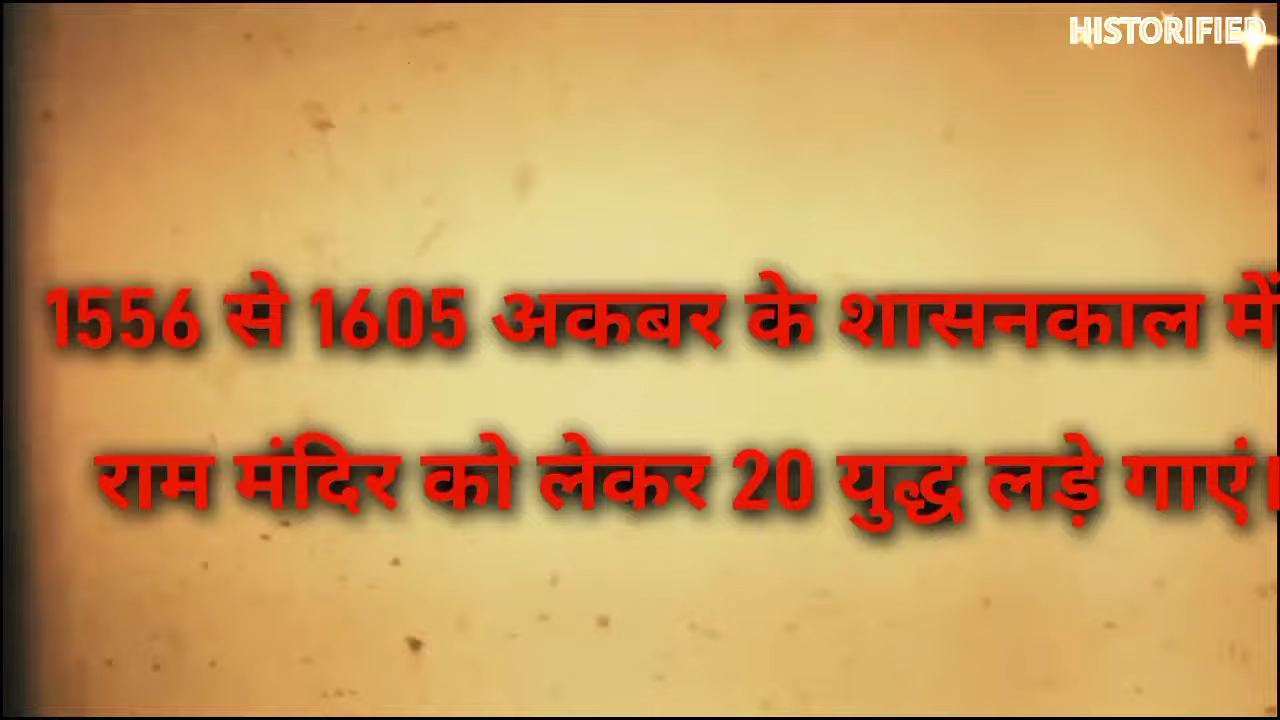 HISTORIFIED
1556 से 1605 अकबर के शासनकाल में
राम मंदिर को लेकर 20 युद्ध लड़े गाएं।